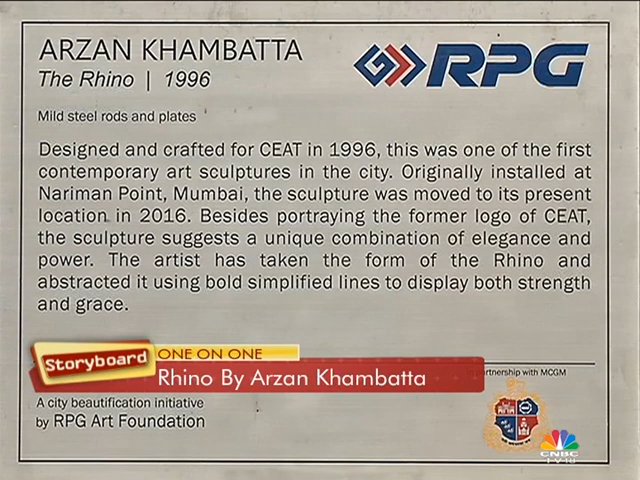 ARZAN KHAMBATTA
The Rhino | 1996
RPG
Mild steel rods and plates
Designed and crafted for CEAT in 1996, this was one of the first
contemporary art sculptures in the city. Originally installed at
Nariman Point, Mumbai, the sculpture was moved to its present
location in 2016. Besides portraying the former logo of CEAT,
the sculpture suggests a unique combination of elegance and
power. The artist has taken the form of the Rhino and
abstracted it using bold simplified lines to display both strength
and grace.
Storyboard
ONE ON ONE
Rhino By Arzan Khambatta
partnership with MCGM
A city beautification initiative
by RPG Art Foundation
CNBC
TV18